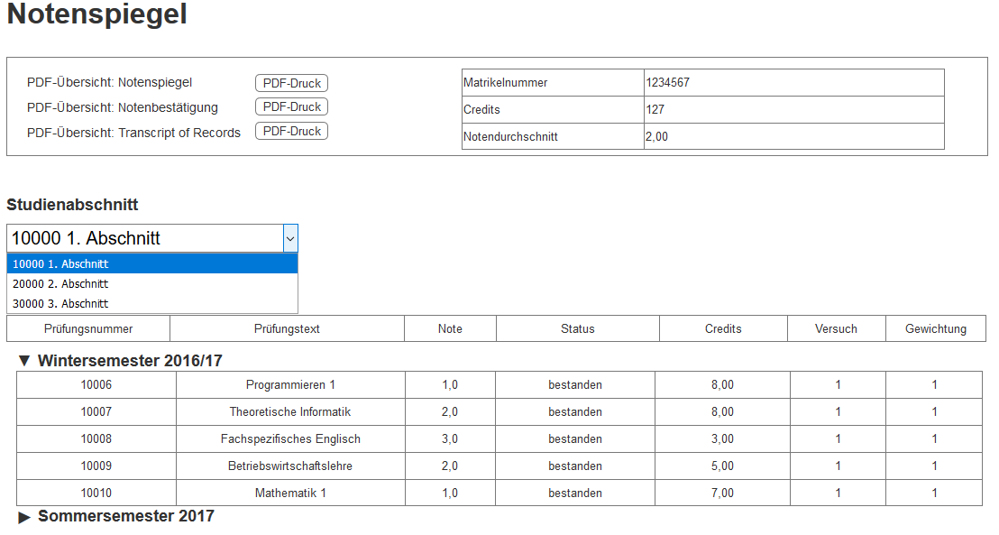 Notenspiegel
PDF-Übersicht: Notenspiegel PDF-Druck
PDF-Übersicht: Notenbestätigung PDF-Druck
PDF-Übersicht: Transcript of Records PDF-Druck
Matrikelnummer 1234567
Credits 127
Notendurchschnitt 2,00
Studienabschnitt
10000 1. Abschnitt
10000 1. Abschnitt
20000 2. Abschnitt
30000 3. Abschnitt
Prüfungsnummer Prüfungstext Note Status Credits Versuch Gewichtung
▼ Wintersemester 2016/17
10006 Programmieren 1 1,0 bestanden 8,00 1 1
10007 Theoretische Informatik 2,0 bestanden 8,00 1 1
10008 Fachspezifisches Englisch 3,0 bestanden 3,00 1 1
10009 Betriebswirtschaftslehre 2,0 bestanden 5,00 1 1
10010 Mathematik 1 1,0 bestanden 7,00 1 1
▶ Sommersemester 2017